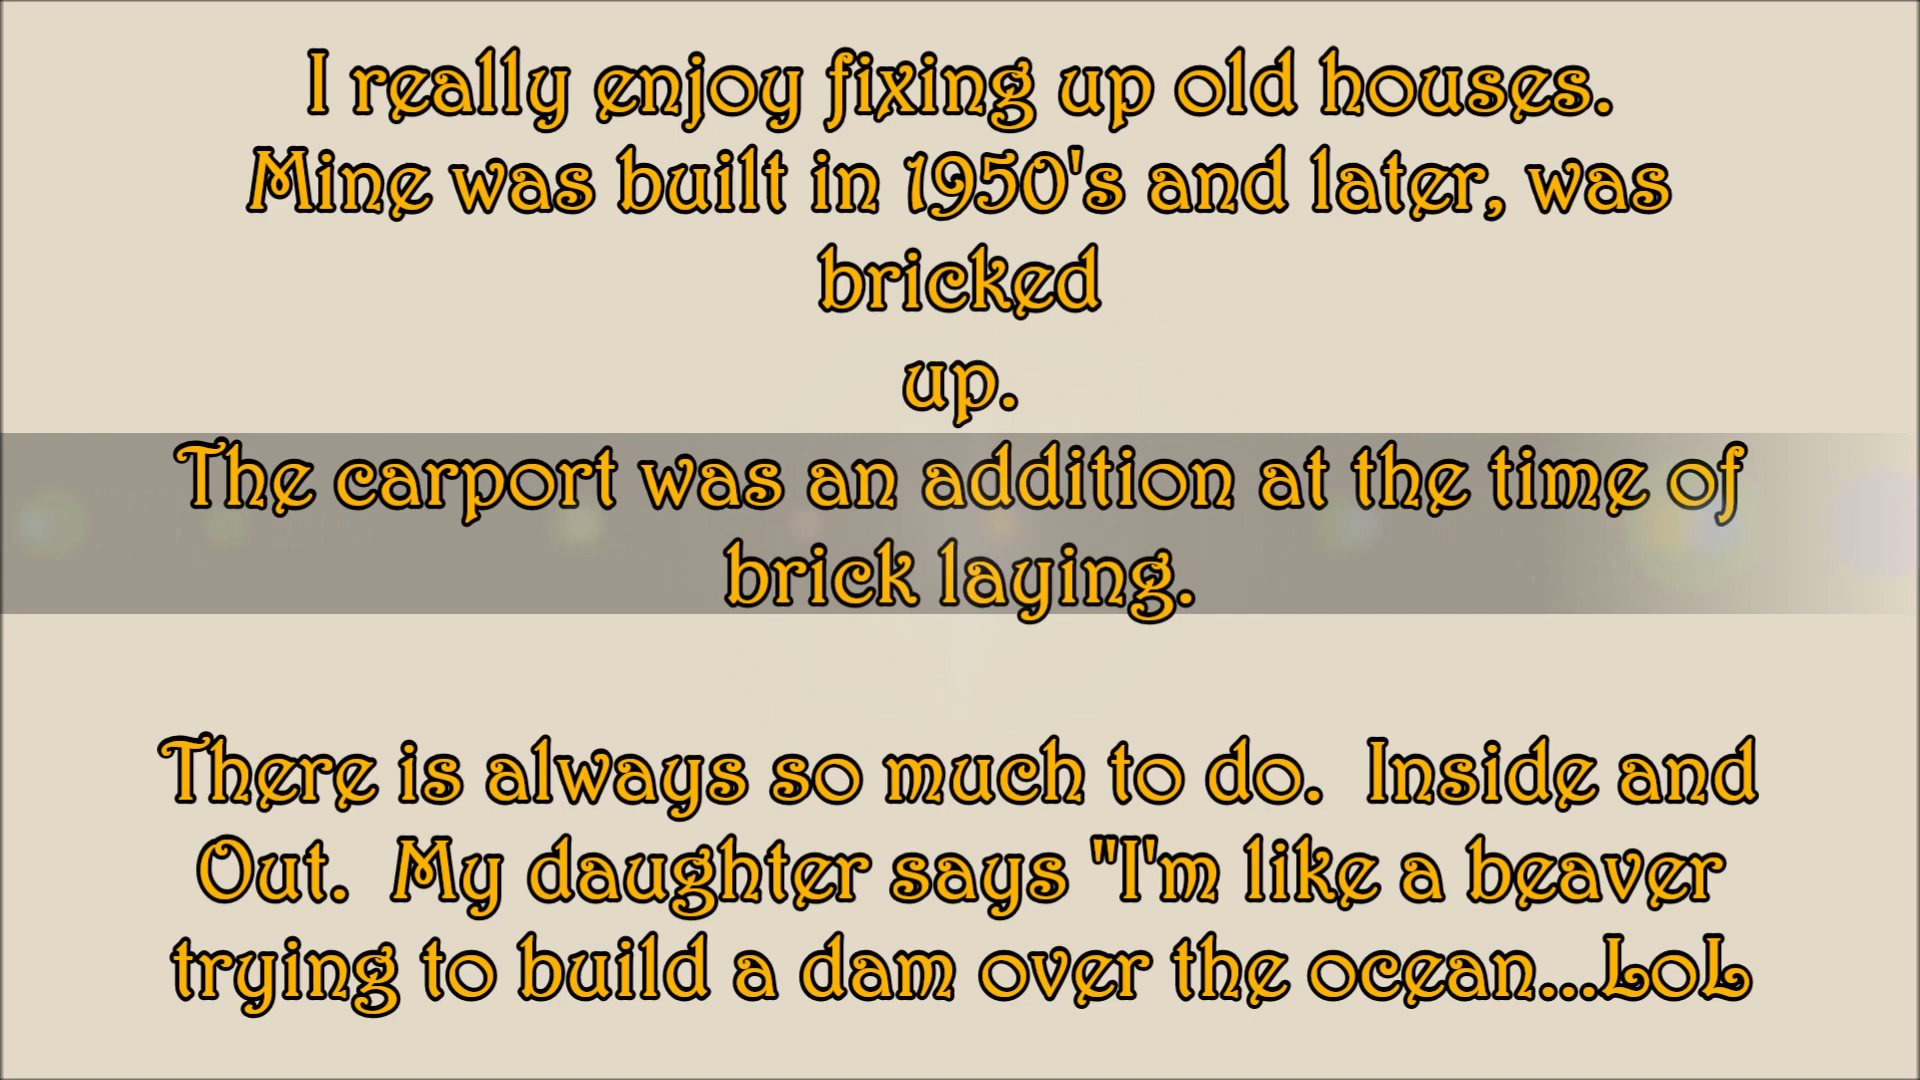 I really enjoy fixing up old houses.
Mine was built in 1950's and later, was
bricked
up.
The carport was an addition at the time of
brick laying.
There is always so much to do.  Inside and
Out.  My daughter says "I'm like a beaver
trying to build a dam over the ocean...LoL